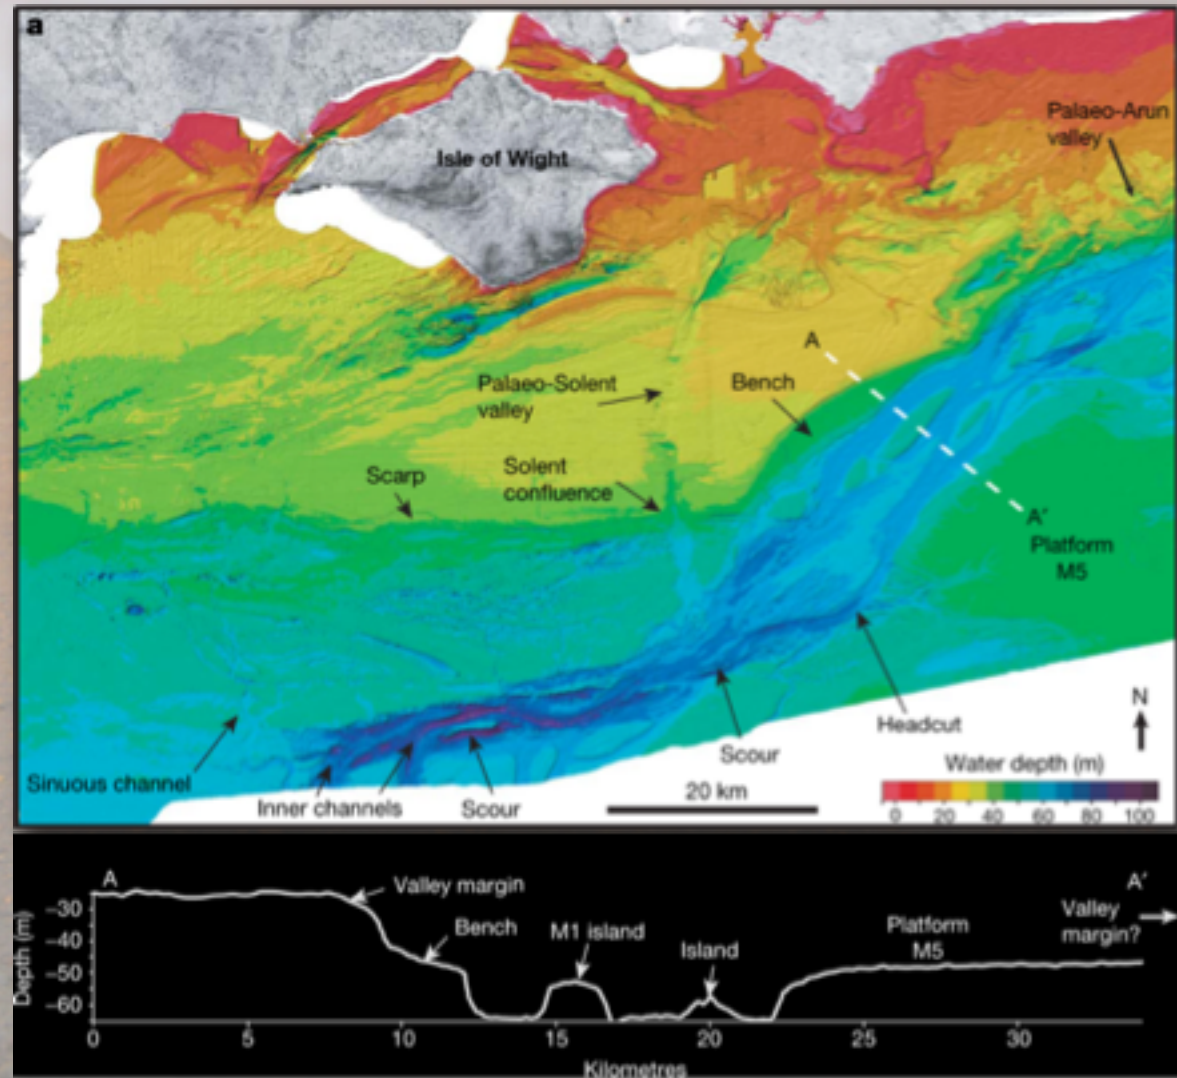 a
Palaeo-Arun
valley
Isle of Wight
A
Palaeo-Solent
valley
Bench
Scarp
Solent
confluence
A′
Platform
M5
N
Headcut
Scour
Sinuous channel
Inner channels
Scour
20 km
Water depth (m)
0 20 40 60 80 100
A
Valley margin
A′
Valley
margin?
Bench
M1 island
Island
Platform
M5
Depth (m)
−30
−40
−50
−60
0 5 10 15 20 25 30
Kilometres